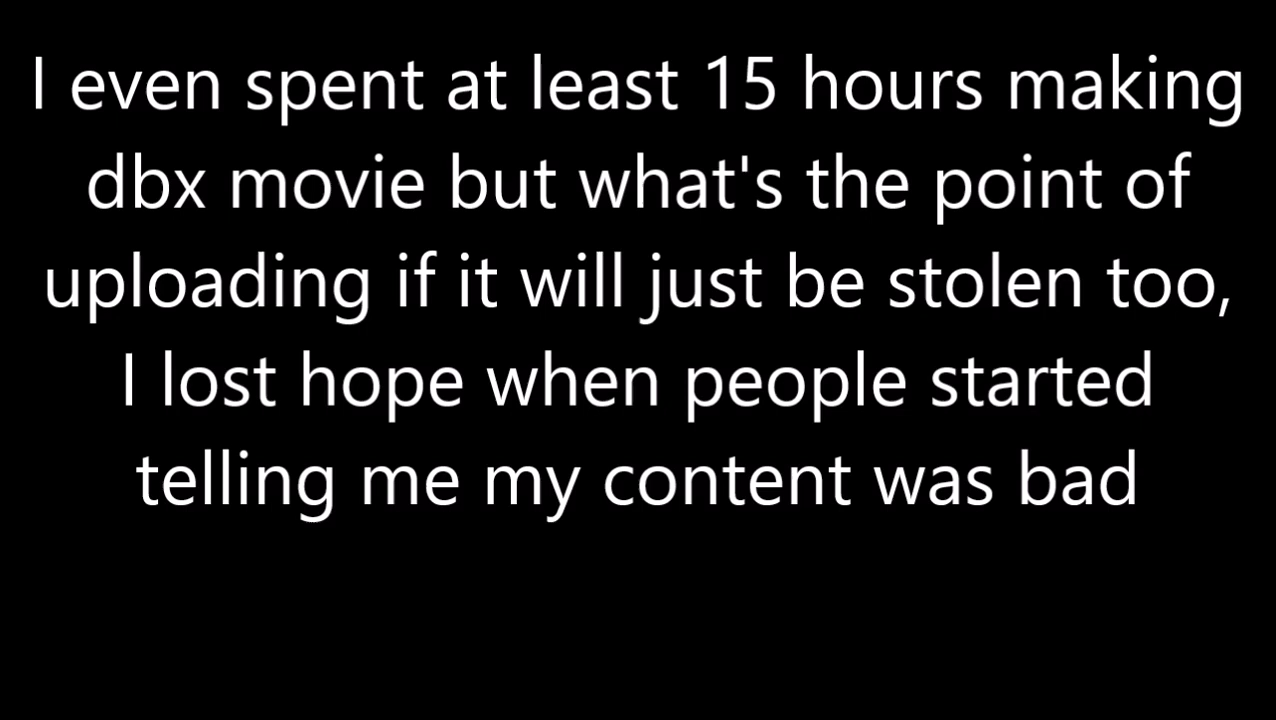 I even spent at least 15 hours making
dbx movie but what's the point of
uploading if it will just be stolen too,
I lost hope when people started
telling me my content was bad